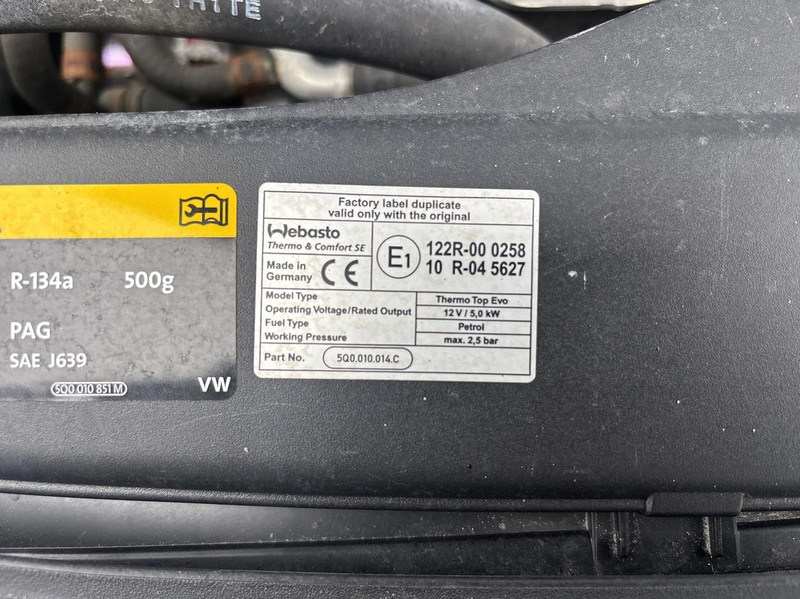 R-134a 500g
PAG
SAE J639
5Q0 010 851 M
VW
Factory label duplicate
valid only with the original
Webasto
Thermo & Comfort SE
Made in
Germany
CE
E1
122R-00 0258
10 R-04 5627
Model Type Thermo Top Evo
Operating Voltage/Rated Output 12 V / 5,0 kW
Fuel Type Petrol
Working Pressure max. 2,5 bar
Part No. 5Q0.010.014.C